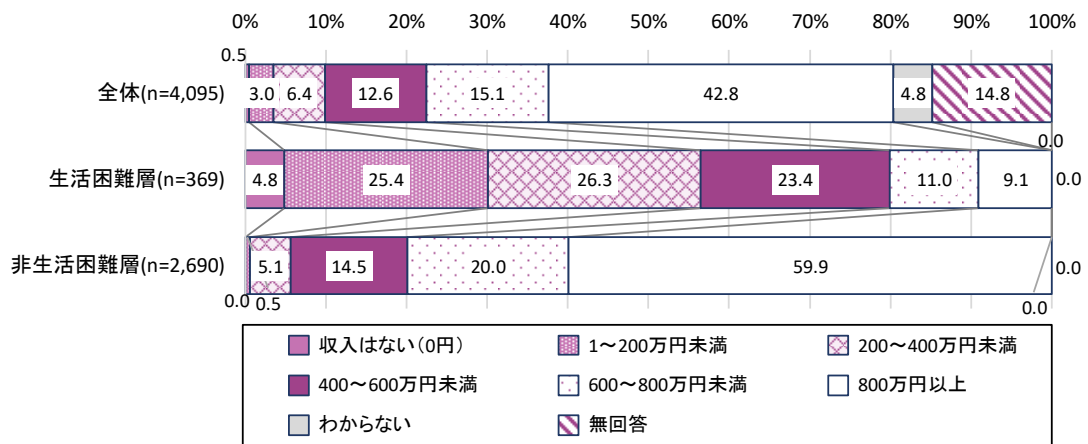 0% 10% 20% 30% 40% 50% 60% 70% 80% 90% 100%
0.5
全体(n=4,095) 3.0 6.4 12.6 15.1 42.8 4.8 14.8
0.0
生活困難層(n=369) 4.8 25.4 26.3 23.4 11.0 9.1 0.0
非生活困難層(n=2,690) 5.1 14.5 20.0 59.9 0.0
0.0 0.5 0.0
収入はない(0円) 1～200万円未満 200～400万円未満
400～600万円未満 600～800万円未満 800万円以上
わからない 無回答